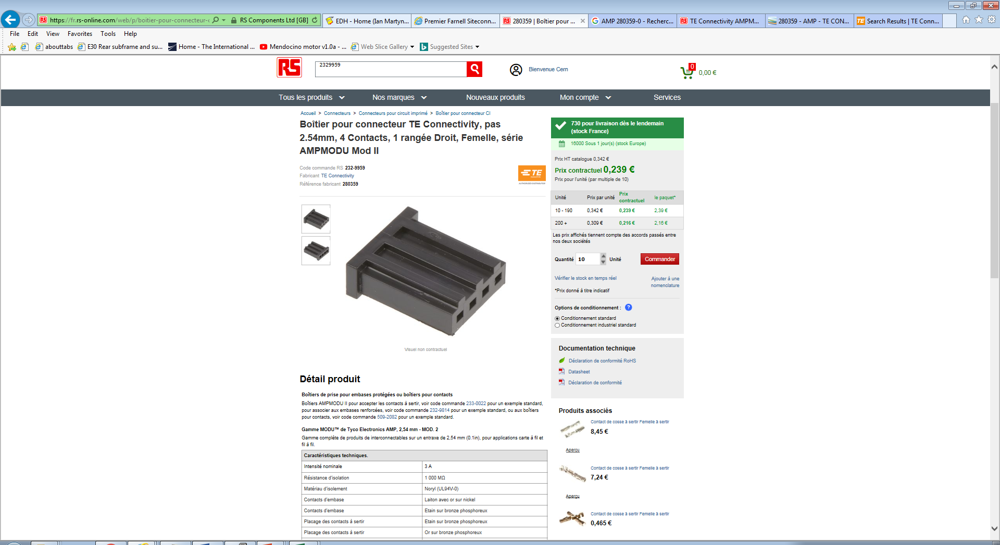 https://fr.rs-online.com/web/p/boitier-pour-connecteur-c
RS Components Ltd [GB]
EDH - Home (Ian Martyn...
Premier Farnell Siteconn...
280359 | Boîtier pour ...
AMP 280359-0 - Recherc...
TE Connectivity AMPM...
280359 - AMP - TE CON...
Search Results | TE Conn...
File Edit View Favorites Tools Help
abouttabs
E30 Rear subframe and su...
Home - The International ...
Mendocino motor v1.0a - ...
Web Slice Gallery
Suggested Sites
RS
2329959
Bienvenue Cern
0
0,00 €
Tous les produits
Nos marques
Nouveaux produits
Mon compte
Services
Accueil > Connecteurs > Connecteurs pour circuit imprimé > Boîtier pour connecteur CI
Boîtier pour connecteur TE Connectivity, pas
2.54mm, 4 Contacts, 1 rangée Droit, Femelle, série
AMPMODU Mod II
Code commande RS 232-9959
Fabricant TE Connectivity
Référence fabricant 280359
TE
Visuel non contractuel
Détail produit
Boîtiers de prise pour embases protégées ou boîtiers pour contacts
Boîtiers AMPMODU II pour accepter les contacts à sertir, voir code commande 233-0022 pour un exemple standard,
pour associer aux embases renforcées, voir code commande 232-9814 pour un exemple standard, ou aux boîtiers
pour contacts, voir code commande 509-2082 pour un exemple standard.
Gamme MODU™ de Tyco Electronics AMP, 2,54 mm - MOD. 2
Gamme complète de produits de interconnectables sur un entraxe de 2,54 mm (0.1in), pour applications carte à fil et
fil à fil.
Caractéristiques techniques.
Intensité nominale 3 A
Résistance d'isolation 1 000 MΩ
Matériau d'isolement Noryl (UL94V-0)
Contacts d'embase Laiton avec or sur nickel
Contacts d'embase Etain sur bronze phosphoreux
Placage des contacts à sertir Etain sur bronze phosphoreux
Placage des contacts à sertir Or sur bronze phosphoreux
730 pour livraison dès le lendemain
(stock France)
16000 Sous 1 jour(s) (stock Europe)
Prix HT catalogue 0,342 €
Prix contractuel 0,239 €
Prix pour l'unité (par multiple de 10)
Unité Prix par unité Prix contractuel le paquet*
10 - 190 0,342 € 0,239 € 2,39 €
200 + 0,309 € 0,216 € 2,16 €
Les prix affichés tiennent compte des accords passés entre
nos deux sociétés
Quantité 10 Unité Commander
Vérifier le stock en temps réel
Ajouter à une
nomenclature
*Prix donné à titre indicatif
Options de conditionnement : ?
Conditionnement standard
Conditionnement industriel standard
Documentation technique
Déclaration de conformité RoHS
Datasheet
Déclaration de conformité
Produits associés
Contact de cosse à sertir Femelle à sertir
8,45 €
Aperçu
Contact de cosse à sertir Femelle à sertir
7,24 €
Aperçu
Contact de cosse à sertir Femelle à sertir
0,465 €